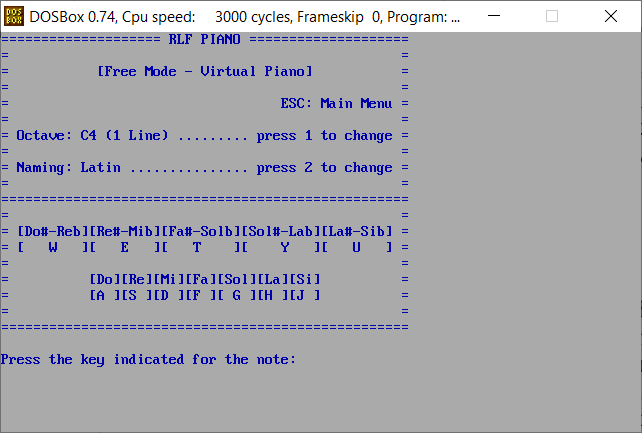 DOSBox 0.74, Cpu speed: 3000 cycles, Frameskip 0, Program: ...
==================== RLF PIANO ====================
= =
= [Free Mode - Virtual Piano] =
= =
= ESC: Main Menu =
= =
= Octave: C4 (1 Line) ......... press 1 to change =
= =
= Naming: Latin ............... press 2 to change =
= =
===================================================
= =
= [Do#-Reb][Re#-Mib][Fa#-Solb][Sol#-Lab][La#-Sib] =
= [ W ][ E ][ T ][ Y ][ U ] =
= =
= [Do][Re][Mi][Fa][Sol][La][Si] =
= [A ][S ][D ][F ][ G ][H ][J ] =
= =
===================================================
Press the key indicated for the note: